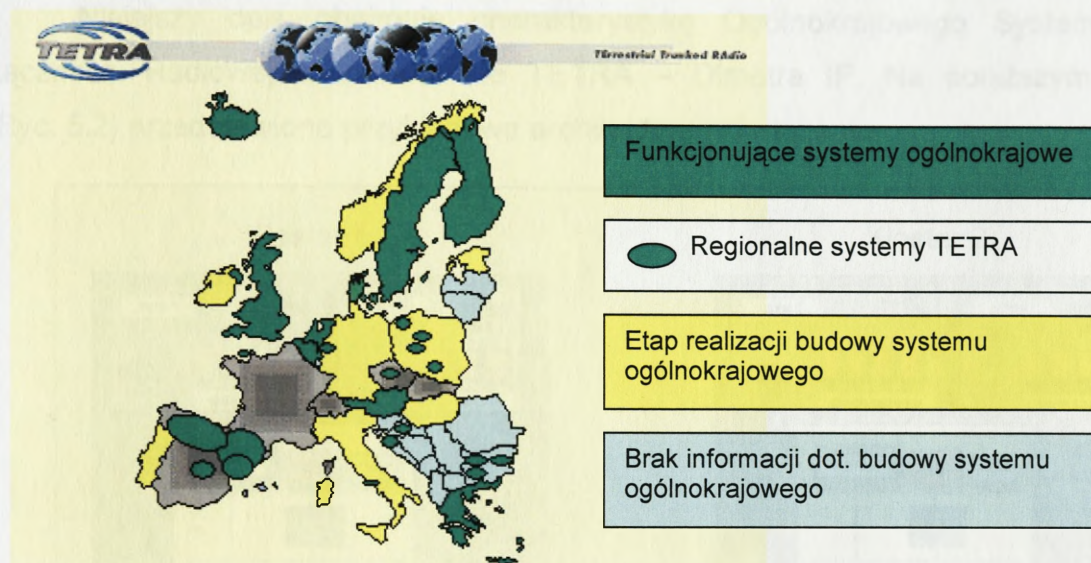 TETRA
Terrestrial Trunked RAdio
Funkcjonujące systemy ogólnokrajowe
Regionalne systemy TETRA
Etap realizacji budowy systemu
ogólnokrajowego
Brak informacji dot. budowy systemu
ogólnokrajowego